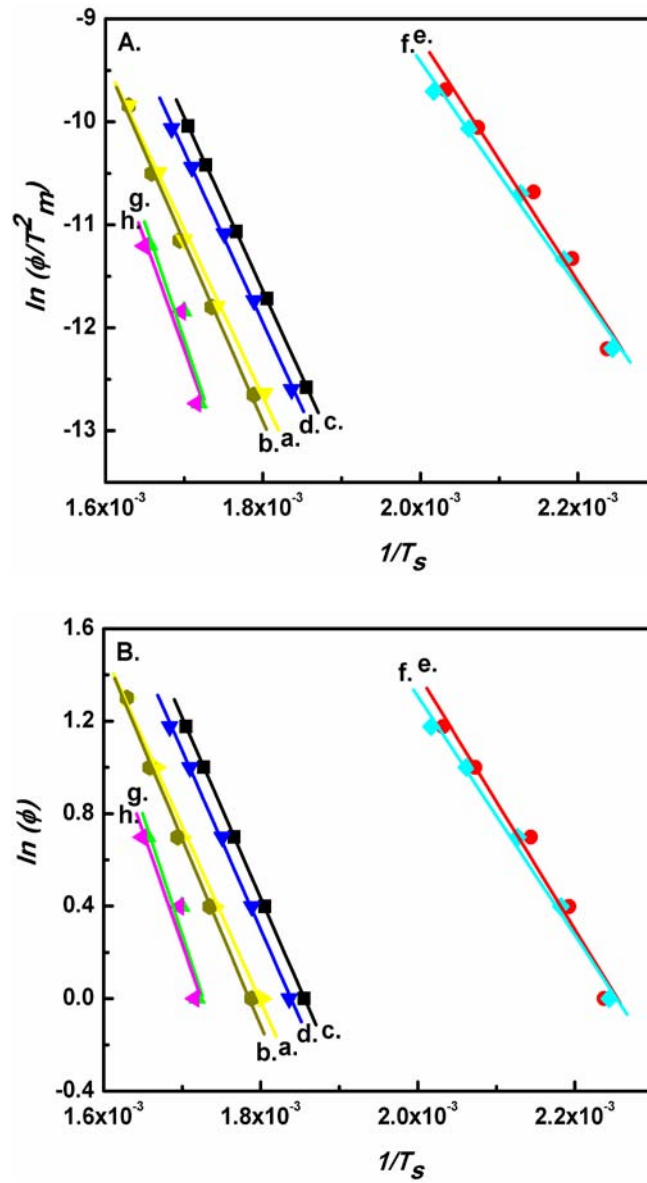 -9
A.
f. e.
-10
-11
g.
h.
-12
-13
b. a. d. c.
ln (ϕ/T²m)
1.6x10⁻³ 1.8x10⁻³ 2.0x10⁻³ 2.2x10⁻³
1/Ts
1.6
B.
f. e.
1.2
0.8
g.
h.
0.4
0.0
b. a. d. c.
-0.4
ln (ϕ)
1.6x10⁻³ 1.8x10⁻³ 2.0x10⁻³ 2.2x10⁻³
1/Ts